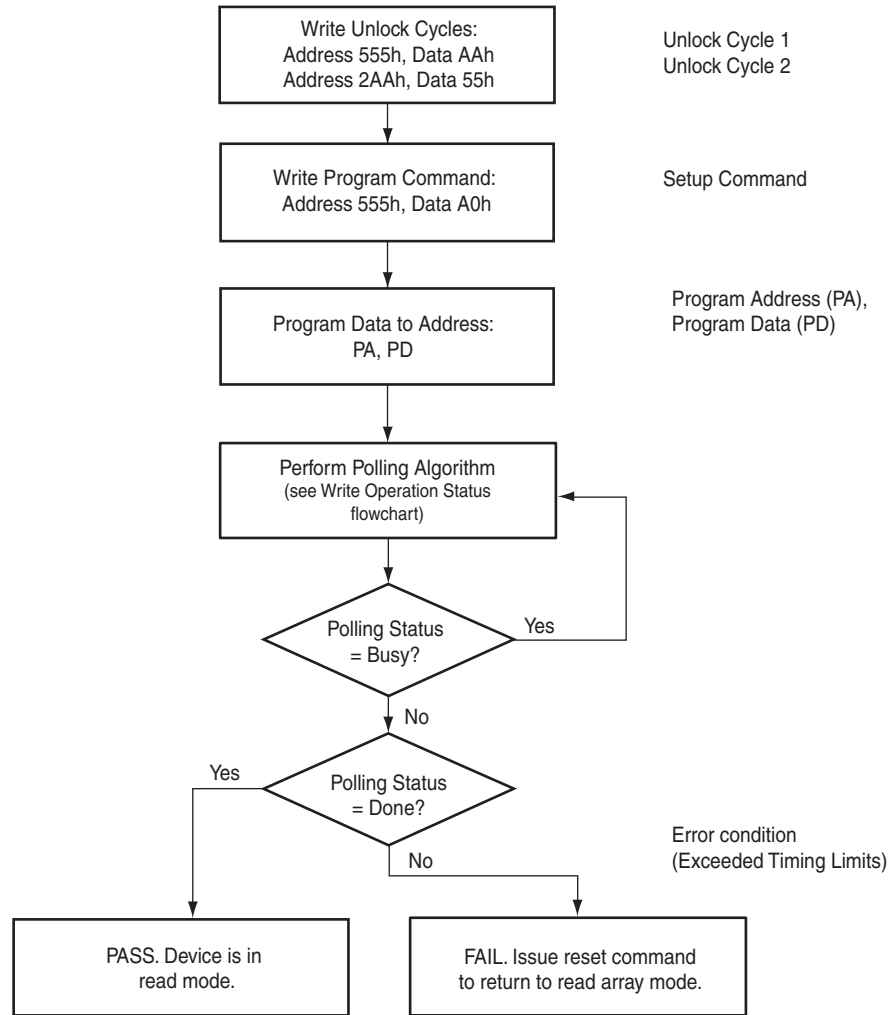 Write Unlock Cycles:
Address 555h, Data AAh
Address 2AAh, Data 55h
Unlock Cycle 1
Unlock Cycle 2
Write Program Command:
Address 555h, Data A0h
Setup Command
Program Data to Address:
PA, PD
Program Address (PA),
Program Data (PD)
Perform Polling Algorithm
(see Write Operation Status
flowchart)
Polling Status
= Busy?
Yes
No
Polling Status
= Done?
Yes
No
Error condition
(Exceeded Timing Limits)
PASS. Device is in
read mode.
FAIL. Issue reset command
to return to read array mode.